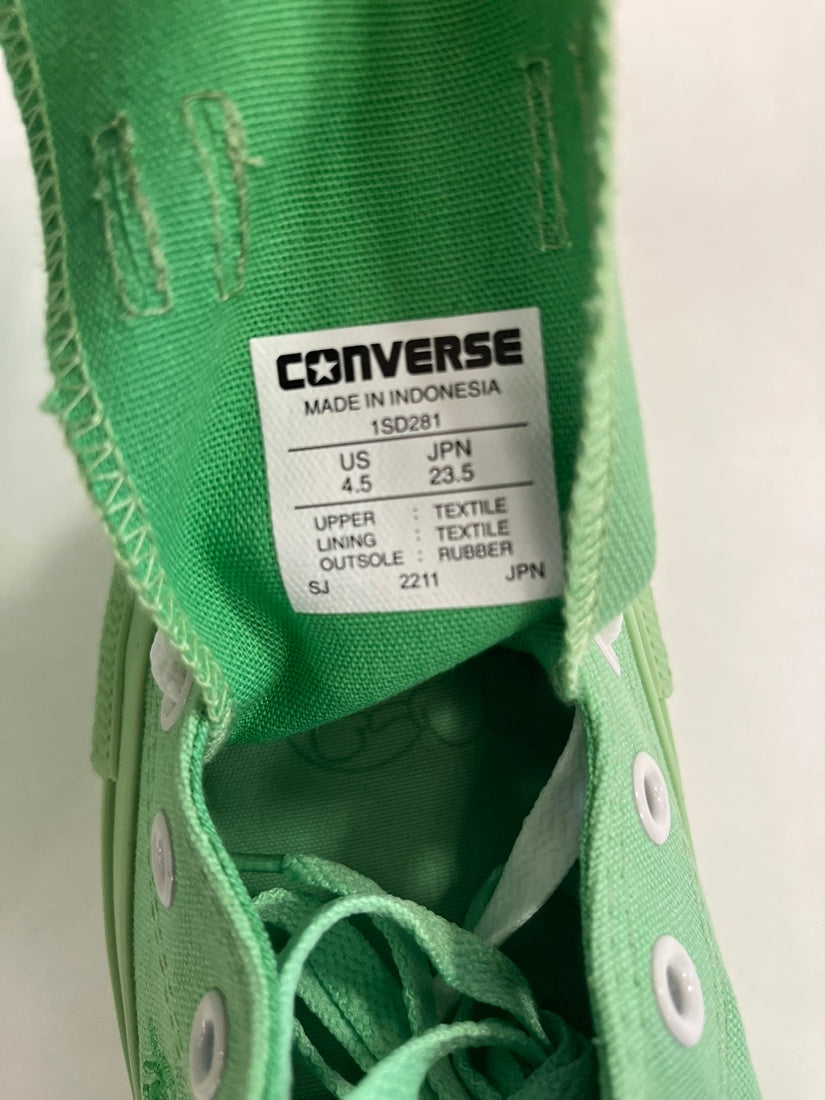 CONVERSE
MADE IN INDONESIA
1SD281
US JPN
4.5 23.5
UPPER : TEXTILE
LINING : TEXTILE
OUTSOLE : RUBBER
SJ 2211 JPN